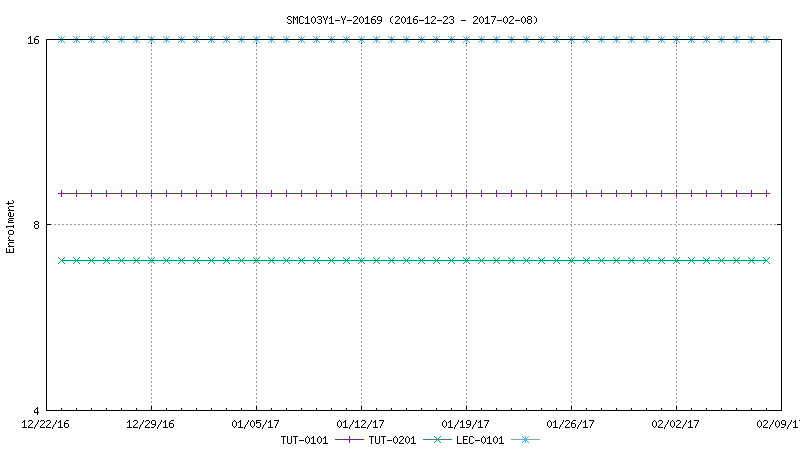 SMC103Y1-Y-20169 (2016-12-23 - 2017-02-08)
16
8
4
Enrolment
12/22/16 12/29/16 01/05/17 01/12/17 01/19/17 01/26/17 02/02/17 02/09/1
TUT-0101 TUT-0201 LEC-0101